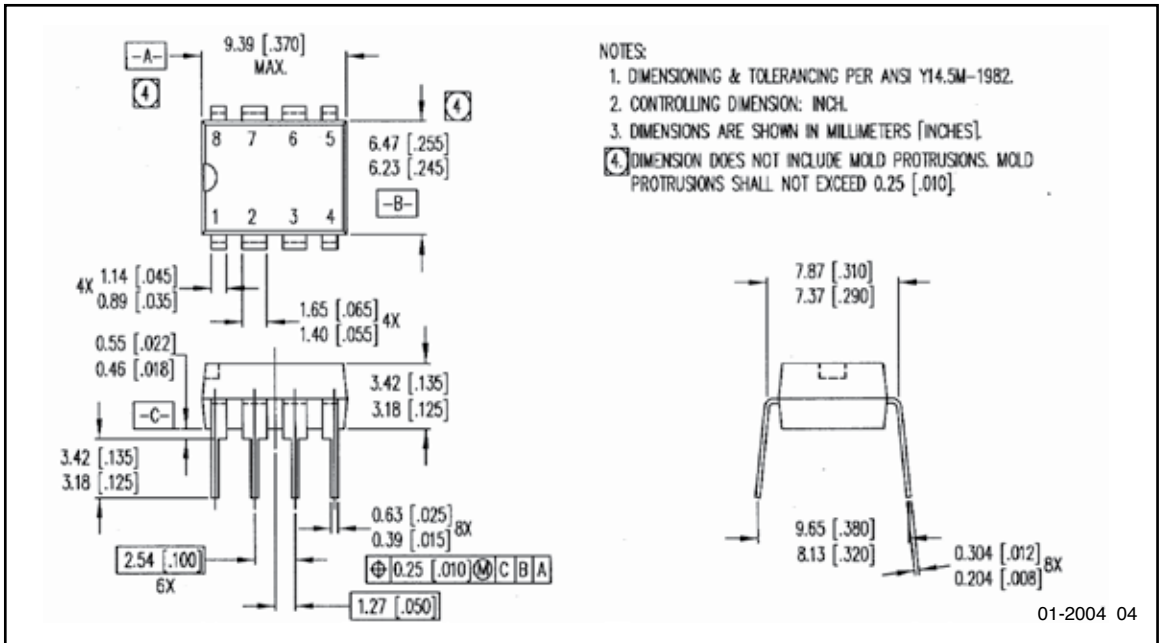 -A-
9.39 [.370]
MAX.
4
4
8 7 6 5
6.47 [.255]
6.23 [.245]
-B-
1 2 3 4
4X 1.14 [.045]
0.89 [.035]
1.65 [.065] 4X
1.40 [.055]
0.55 [.022]
0.46 [.018]
3.42 [.135]
3.18 [.125]
-C-
3.42 [.135]
3.18 [.125]
0.63 [.025] 8X
0.39 [.015]
2.54 [.100]
6X
⌖ 0.25 [.010] Ⓜ C B A
1.27 [.050]
NOTES:
1. DIMENSIONING & TOLERANCING PER ANSI Y14.5M-1982.
2. CONTROLLING DIMENSION: INCH.
3. DIMENSIONS ARE SHOWN IN MILLIMETERS [INCHES].
4. DIMENSION DOES NOT INCLUDE MOLD PROTRUSIONS. MOLD
PROTRUSIONS SHALL NOT EXCEED 0.25 [.010].
7.87 [.310]
7.37 [.290]
9.65 [.380]
8.13 [.320]
0.304 [.012] 8X
0.204 [.008]
01-2004 04